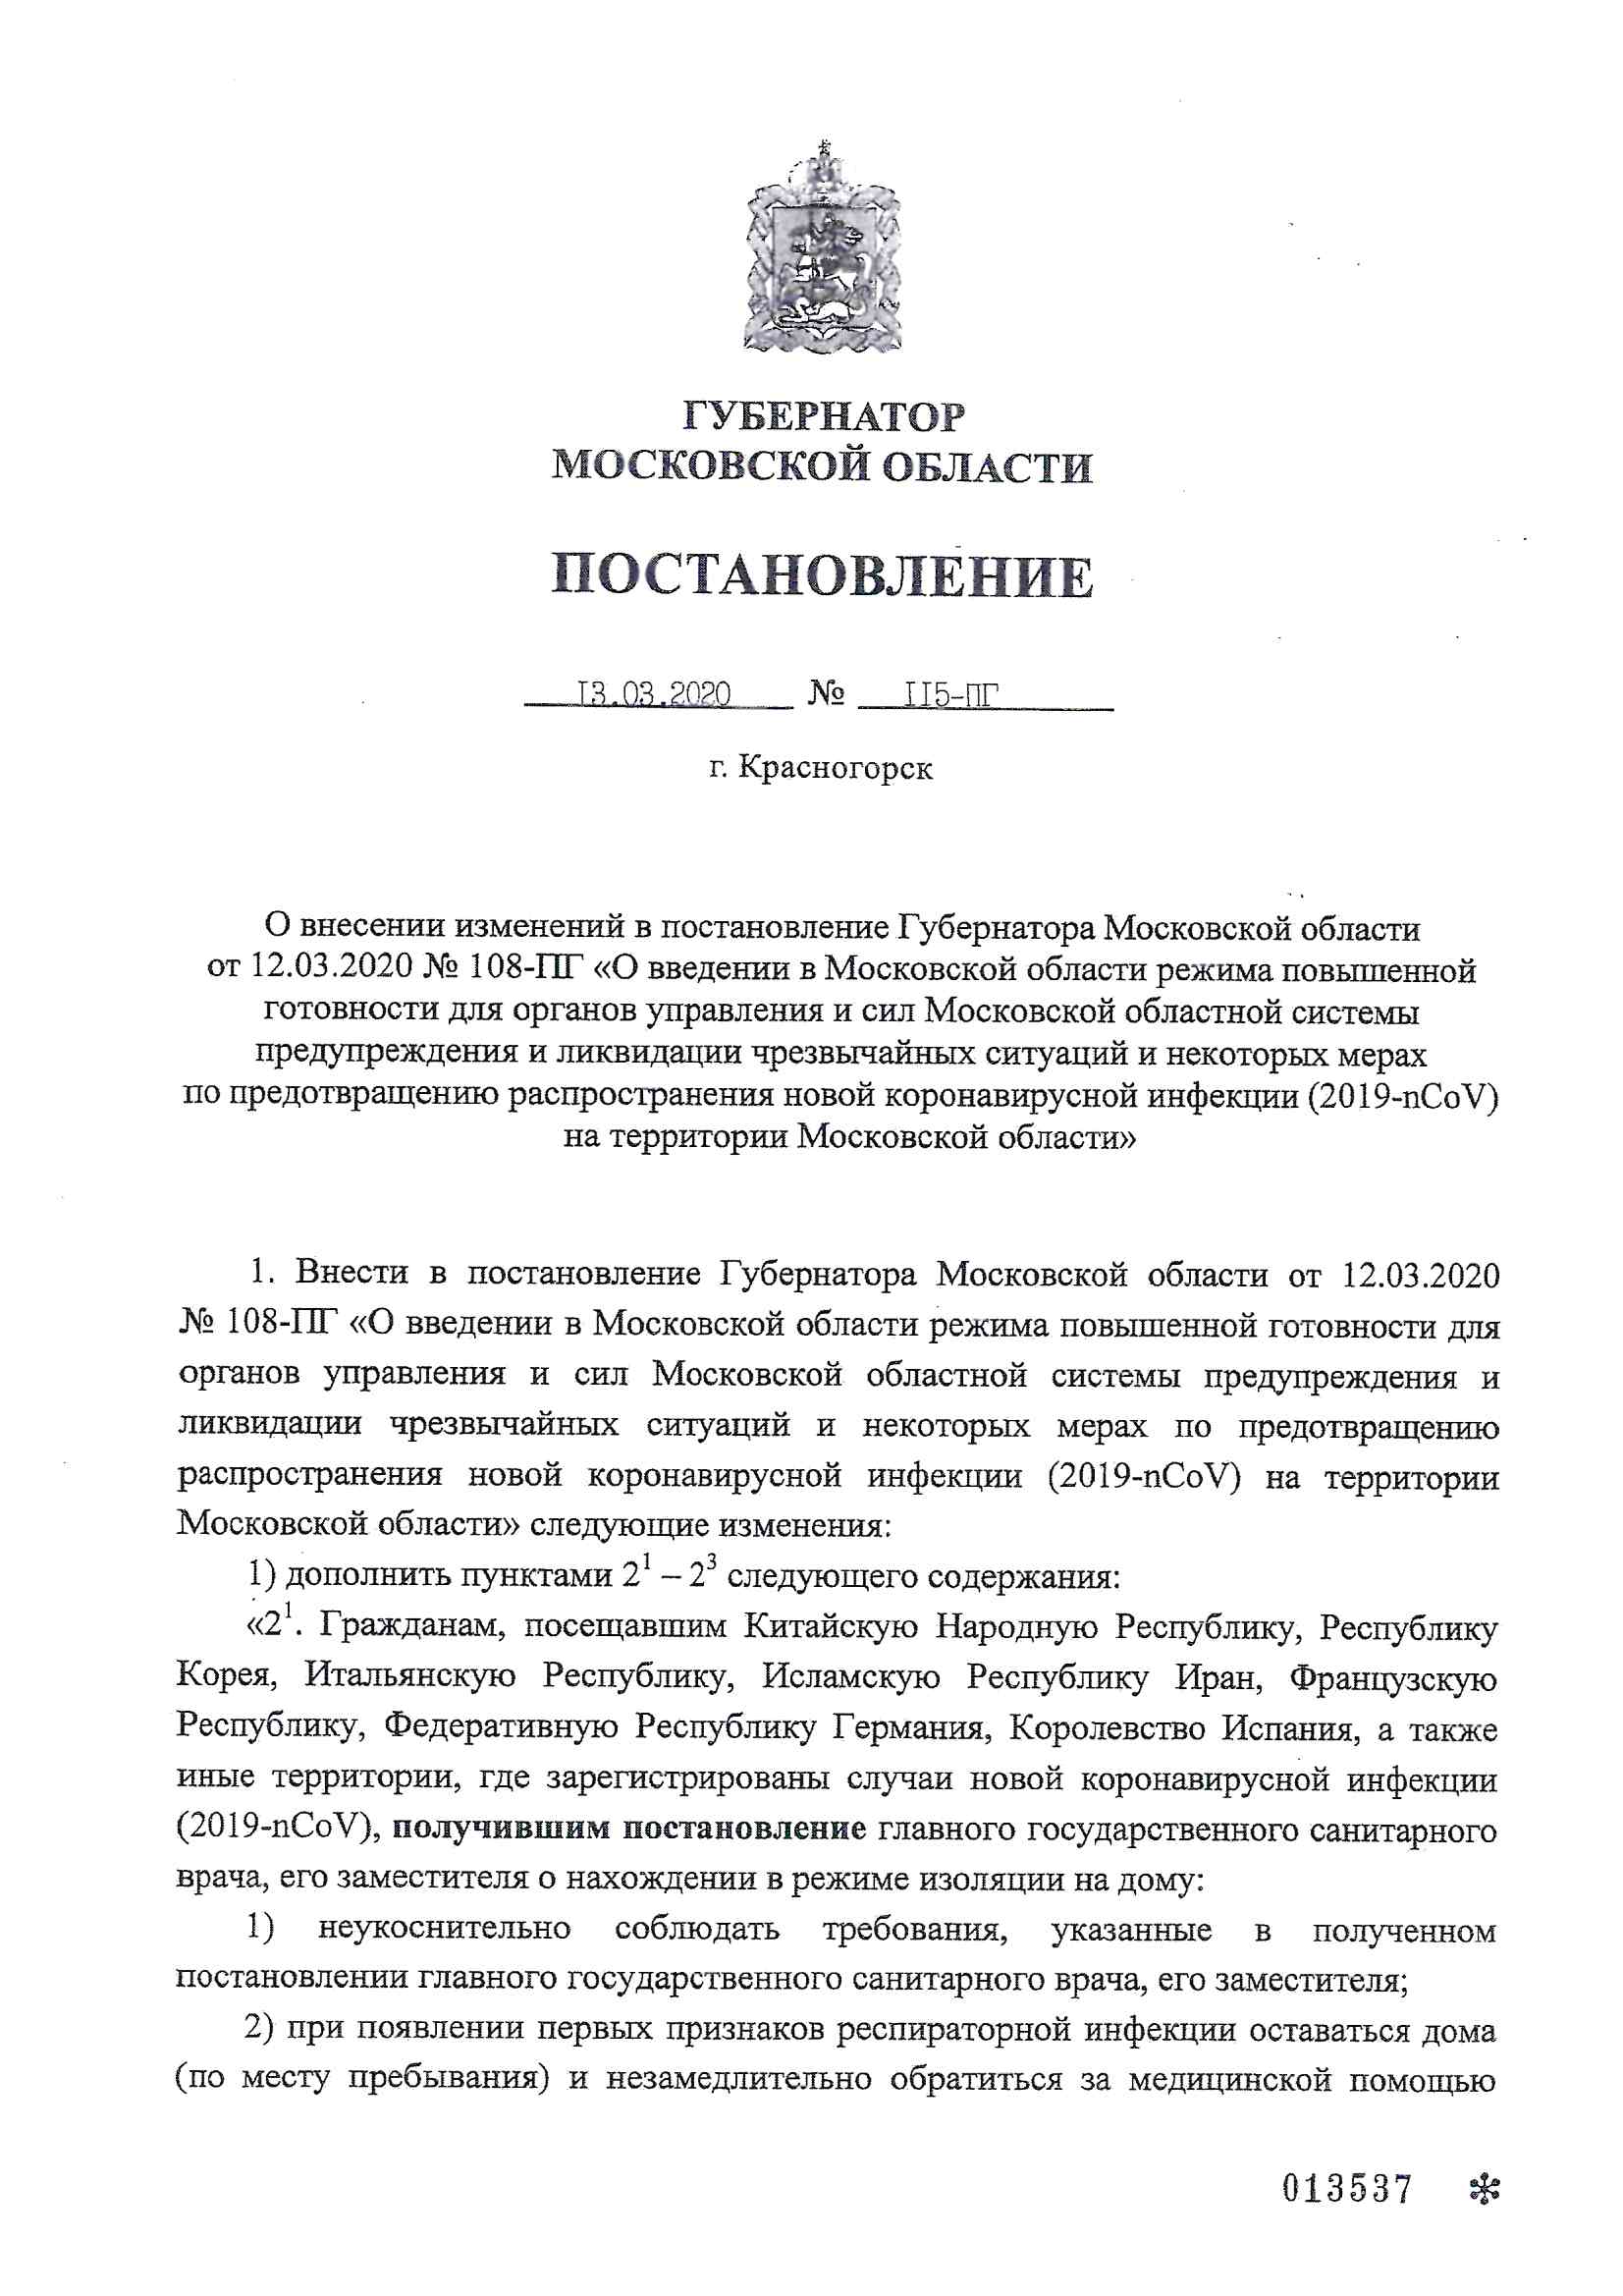 ГУБЕРНАТОР
МОСКОВСКОЙ ОБЛАСТИ
ПОСТАНОВЛЕНИЕ
I3.03.2020 № II5-ПГ
г. Красногорск
О внесении изменений в постановление Губернатора Московской области
от 12.03.2020 № 108-ПГ «О введении в Московской области режима повышенной
готовности для органов управления и сил Московской областной системы
предупреждения и ликвидации чрезвычайных ситуаций и некоторых мерах
по предотвращению распространения новой коронавирусной инфекции (2019-nCoV)
на территории Московской области»
1. Внести в постановление Губернатора Московской области от 12.03.2020
№ 108-ПГ «О введении в Московской области режима повышенной готовности для
органов управления и сил Московской областной системы предупреждения и
ликвидации чрезвычайных ситуаций и некоторых мерах по предотвращению
распространения новой коронавирусной инфекции (2019-nCoV) на территории
Московской области» следующие изменения:
1) дополнить пунктами 2¹ – 2³ следующего содержания:
«2¹. Гражданам, посещавшим Китайскую Народную Республику, Республику
Корея, Итальянскую Республику, Исламскую Республику Иран, Французскую
Республику, Федеративную Республику Германия, Королевство Испания, а также
иные территории, где зарегистрированы случаи новой коронавирусной инфекции
(2019-nCoV), получившим постановление главного государственного санитарного
врача, его заместителя о нахождении в режиме изоляции на дому:
1) неукоснительно соблюдать требования, указанные в полученном
постановлении главного государственного санитарного врача, его заместителя;
2) при появлении первых признаков респираторной инфекции оставаться дома
(по месту пребывания) и незамедлительно обратиться за медицинской помощью
013537 *